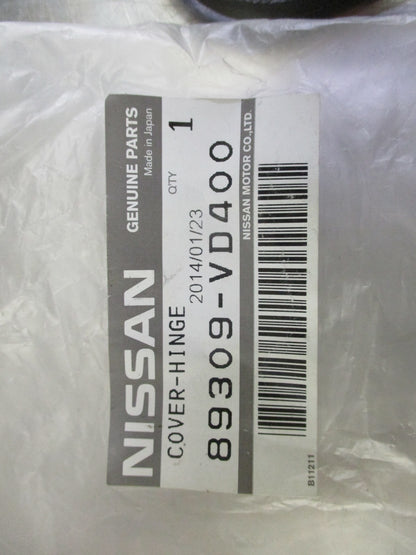 NISSAN
GENUINE PARTS
Made in Japan
COVER-HINGE
2014/01/23
Q'TY
1
89309-VD400
NISSAN MOTOR CO.,LTD.
B11211